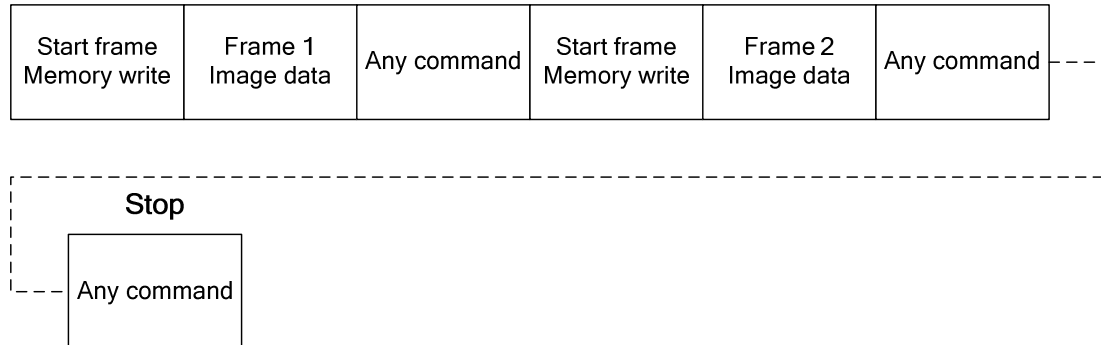 Start frame
Memory write
Frame 1
Image data
Any command
Start frame
Memory write
Frame 2
Image data
Any command
Stop
Any command